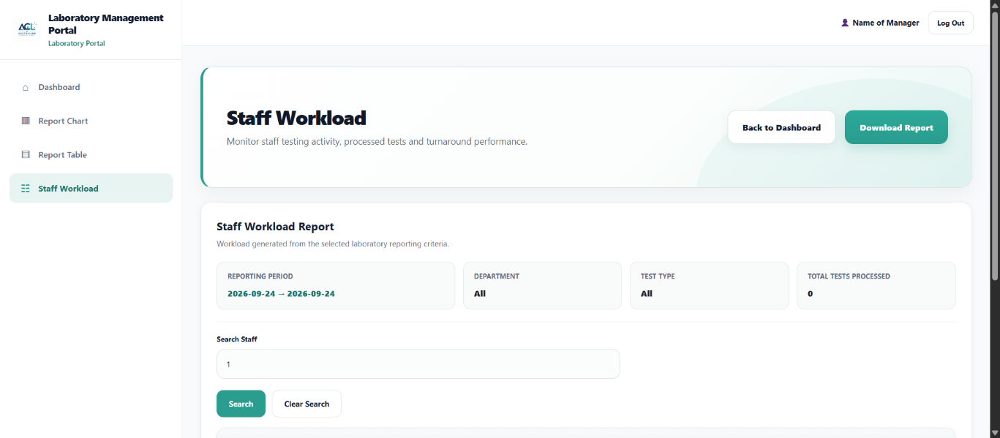 ACL
AUSTRALIAN
Laboratory Management
Portal
Laboratory Portal
Name of Manager
Log Out
Dashboard
Report Chart
Report Table
Staff Workload
Staff Workload
Monitor staff testing activity, processed tests and turnaround performance.
Back to Dashboard
Download Report
Staff Workload Report
Workload generated from the selected laboratory reporting criteria.
REPORTING PERIOD
2026-09-24 → 2026-09-24
DEPARTMENT
All
TEST TYPE
All
TOTAL TESTS PROCESSED
0
Search Staff
1
Search
Clear Search